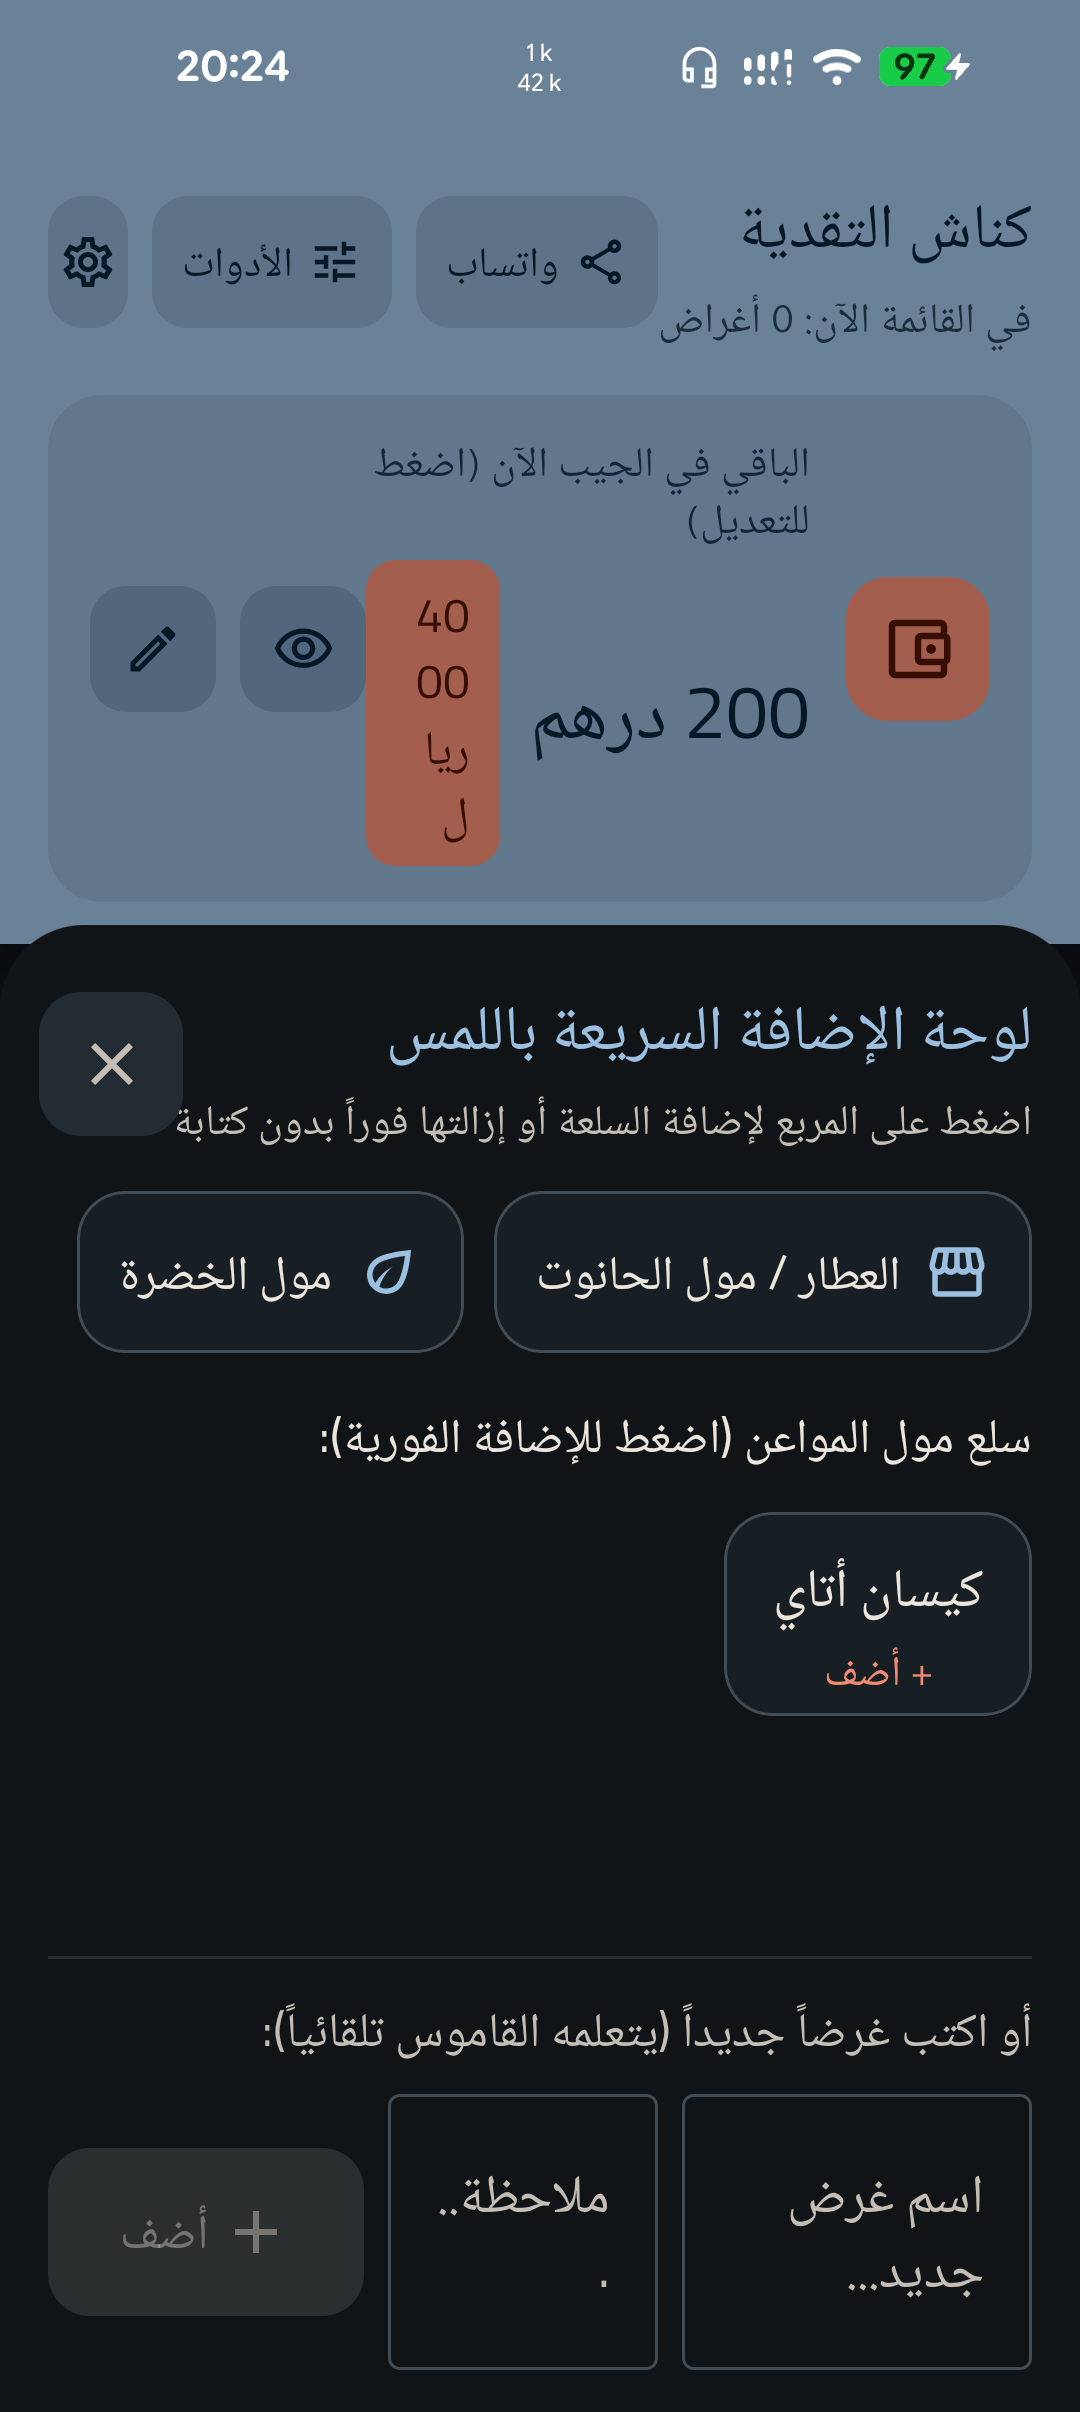 20:24
1 k
42 k
97
كناش التقدية
في القائمة الآن: 0 أغراض
واتساب
الأدوات
الباقي في الجيب الآن (اضغط
للتعديل)
200 درهم
40
00
ريا
ل
لوحة الإضافة السريعة باللمس
اضغط على المربع لإضافة السلعة أو إزالتها فوراً بدون كتابة
العطار / مول الحانوت
مول الخضرة
سلع مول المواعن (اضغط للإضافة الفورية):
كيسان أتاي
+ أضف
أو اكتب غرضاً جديداً (يتعلمه القاموس تلقائياً):
اسم غرض
جديد...
ملاحظة..
.
أضف